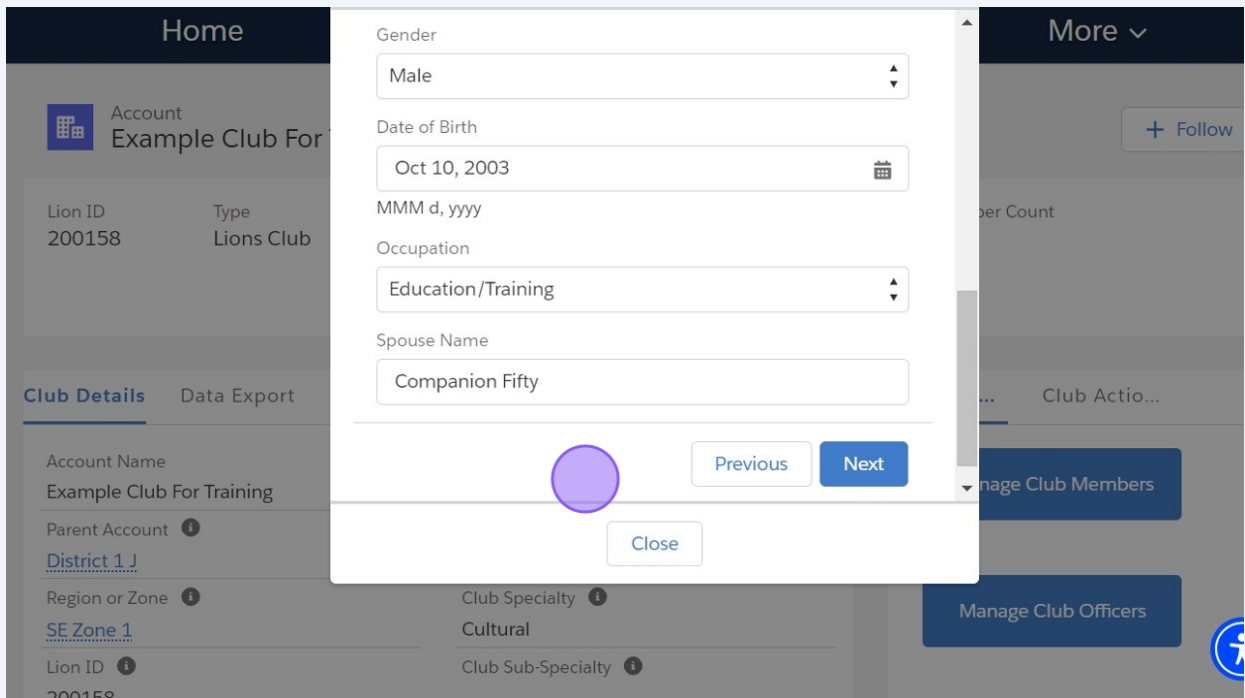 Home
More
Account
Example Club For
Follow
Lion ID
Type
200158
Lions Club
Count
Gender
Male
Date of Birth
Oct 10, 2003
MMM d, yyyy
Occupation
Education/Training
Spouse Name
Companion Fifty
Previous
Next
Close
Club Details
Data Export
...
Club Actio...
Account Name
Example Club For Training
Parent Account
District 1 J
Region or Zone
SE Zone 1
Lion ID
Club Specialty
Cultural
Club Sub-Specialty
Club Members
Manage Club Officers